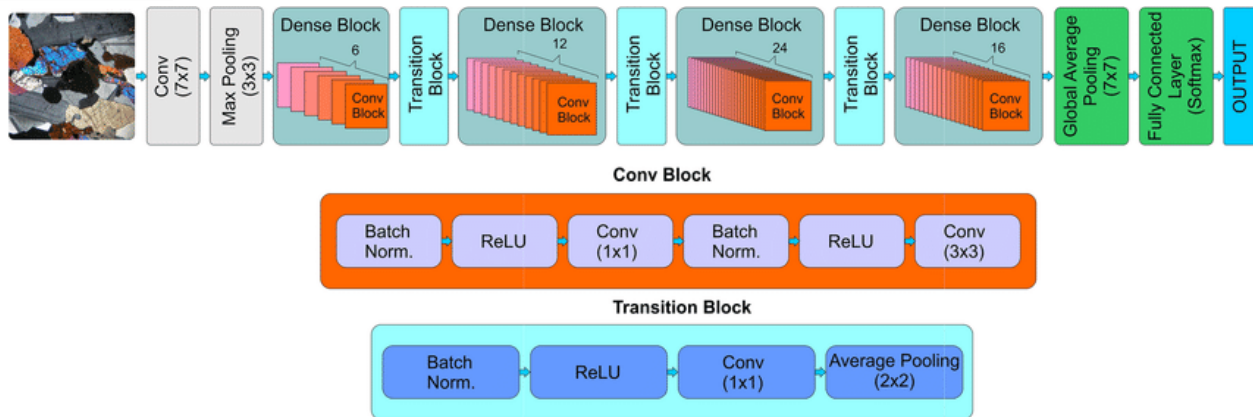 Conv
(7x7)
Max Pooling
(3x3)
Dense Block
6
Conv
Block
Transition
Block
Dense Block
12
Conv
Block
Transition
Block
Dense Block
24
Conv
Block
Transition
Block
Dense Block
16
Conv
Block
Global Average
Pooling
(7x7)
Fully Connected
Layer
(Softmax)
OUTPUT
Conv Block
Batch
Norm.
ReLU
Conv
(1x1)
Batch
Norm.
ReLU
Conv
(3x3)
Transition Block
Batch
Norm.
ReLU
Conv
(1x1)
Average Pooling
(2x2)